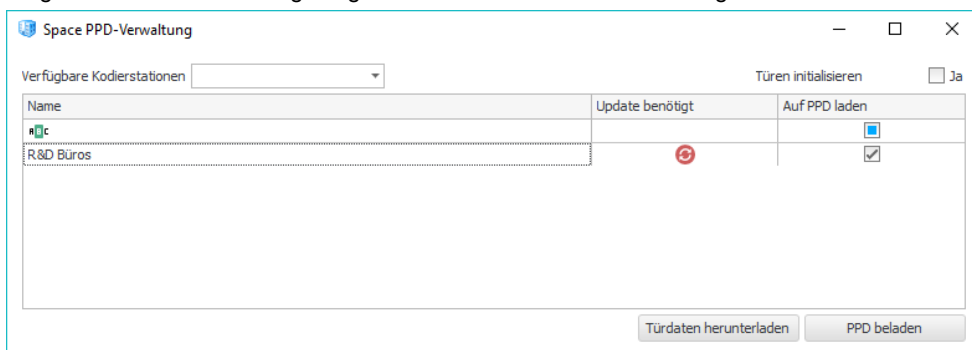 Space PPD-Verwaltung
Verfügbare Kodierstationen Türen initialisieren Ja
Name Update benötigt Auf PPD laden
ABC
R&D Büros
Türdaten herunterladen PPD beladen